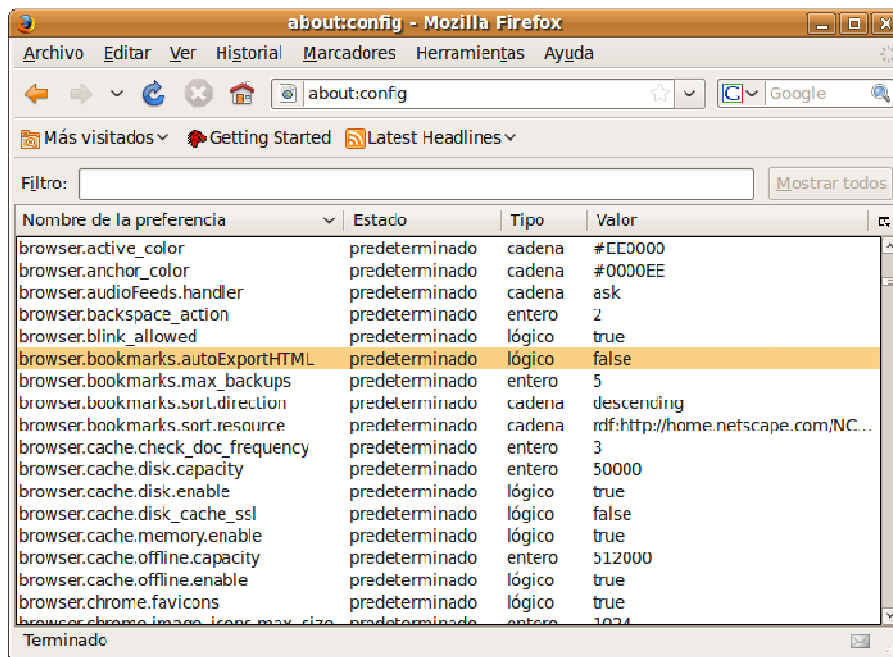 about:config - Mozilla Firefox
Archivo Editar Ver Historial Marcadores Herramientas Ayuda
about:config Google
Más visitados Getting Started Latest Headlines
Filtro: Mostrar todos
Nombre de la preferencia Estado Tipo Valor
browser.active_color predeterminado cadena #EE0000
browser.anchor_color predeterminado cadena #0000EE
browser.audioFeeds.handler predeterminado cadena ask
browser.backspace_action predeterminado entero 2
browser.blink_allowed predeterminado lógico true
browser.bookmarks.autoExportHTML predeterminado lógico false
browser.bookmarks.max_backups predeterminado entero 5
browser.bookmarks.sort.direction predeterminado cadena descending
browser.bookmarks.sort.resource predeterminado cadena rdf:http://home.netscape.com/NC...
browser.cache.check_doc_frequency predeterminado entero 3
browser.cache.disk.capacity predeterminado entero 50000
browser.cache.disk.enable predeterminado lógico true
browser.cache.disk_cache_ssl predeterminado lógico false
browser.cache.memory.enable predeterminado lógico true
browser.cache.offline.capacity predeterminado entero 512000
browser.cache.offline.enable predeterminado lógico true
browser.chrome.favicons predeterminado lógico true
browser.chrome.image_icons.max_size predeterminado entero 1024
Terminado